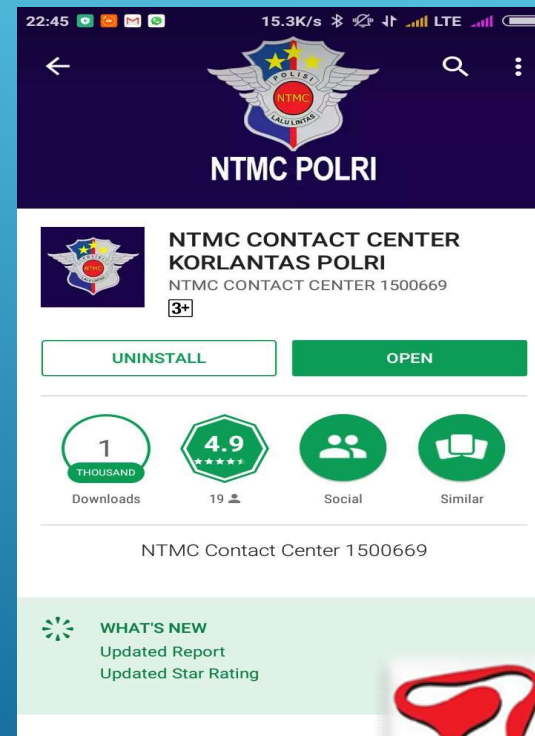 22:45 15.3K/s LTE
POLISI
NTMC
LALU LINTAS
NTMC POLRI
NTMC CONTACT CENTER
KORLANTAS POLRI
NTMC CONTACT CENTER 1500669
3+
UNINSTALL OPEN
1
THOUSAND
4.9
Downloads 19 Social Similar
NTMC Contact Center 1500669
WHAT'S NEW
Updated Report
Updated Star Rating